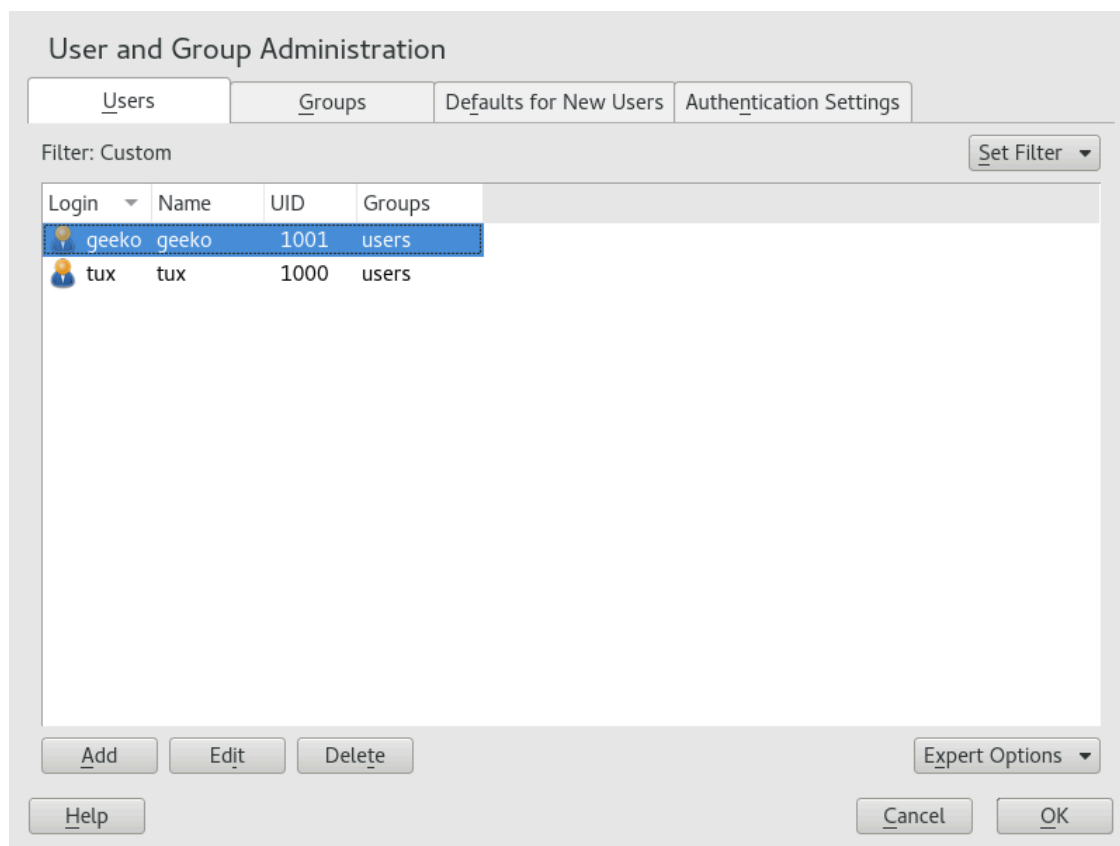 User and Group Administration
Users Groups Defaults for New Users Authentication Settings
Filter: Custom Set Filter
Login Name UID Groups
geeko geeko 1001 users
tux tux 1000 users
Add Edit Delete Expert Options
Help Cancel OK